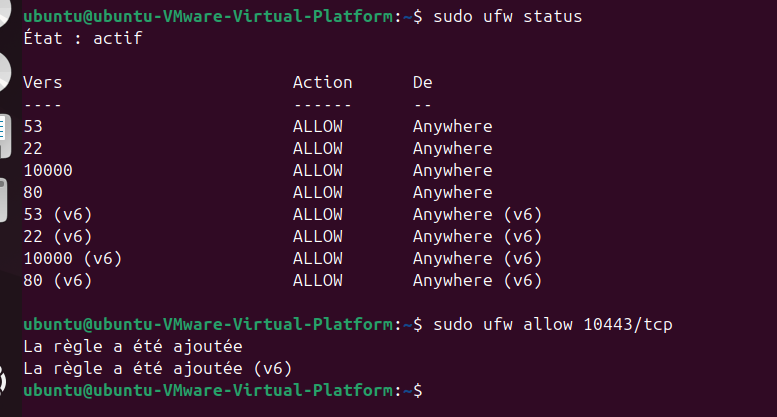 ubuntu@ubuntu-VMware-Virtual-Platform:~$ sudo ufw status
État : actif
Vers Action De
---- ------ --
53 ALLOW Anywhere
22 ALLOW Anywhere
10000 ALLOW Anywhere
80 ALLOW Anywhere
53 (v6) ALLOW Anywhere (v6)
22 (v6) ALLOW Anywhere (v6)
10000 (v6) ALLOW Anywhere (v6)
80 (v6) ALLOW Anywhere (v6)
ubuntu@ubuntu-VMware-Virtual-Platform:~$ sudo ufw allow 10443/tcp
La règle a été ajoutée
La règle a été ajoutée (v6)
ubuntu@ubuntu-VMware-Virtual-Platform:~$